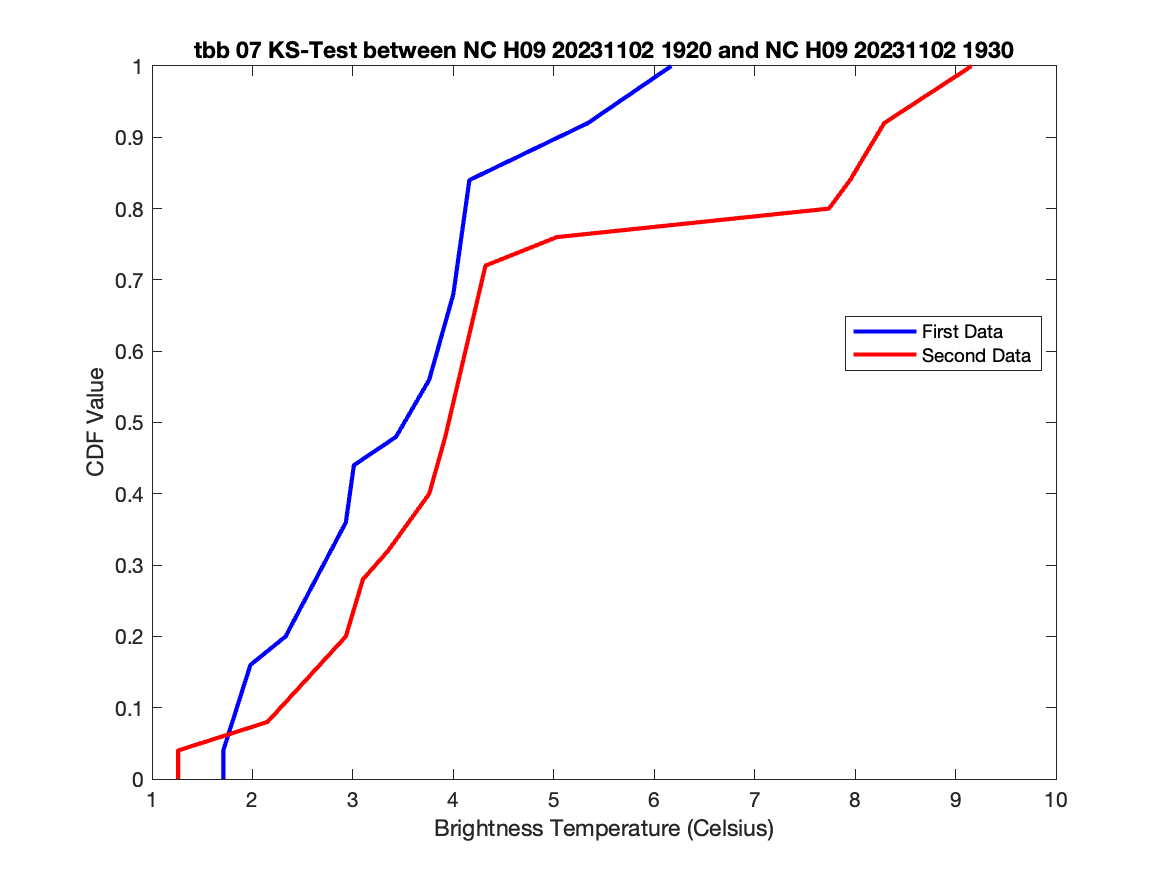 tbb 07 KS-Test between NC H09 20231102 1920 and NC H09 20231102 1930
1
0.9
0.8
0.7
0.6
0.5
0.4
0.3
0.2
0.1
0
CDF Value
First Data
Second Data
1 2 3 4 5 6 7 8 9 10
Brightness Temperature (Celsius)